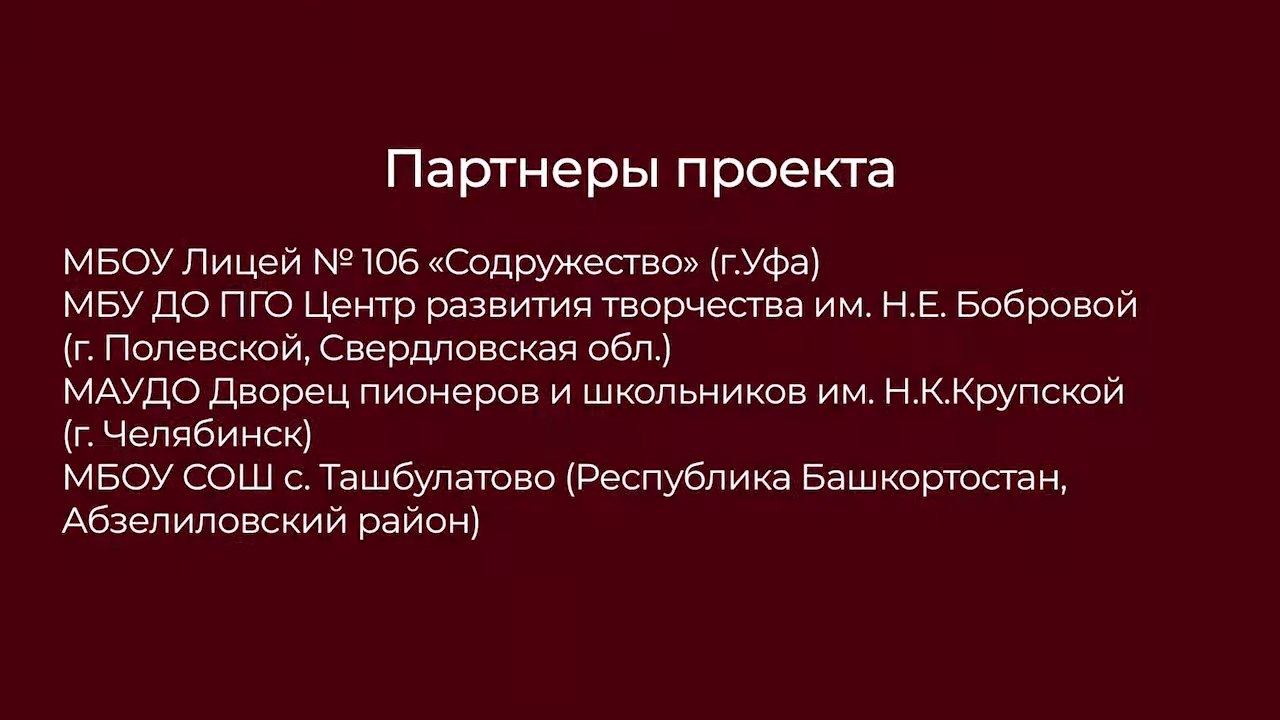 Партнеры проекта
МБОУ Лицей № 106 «Содружество» (г.Уфа)
МБУ ДО ПГО Центр развития творчества им. Н.Е. Бобровой
(г. Полевской, Свердловская обл.)
МАУДО Дворец пионеров и школьников им. Н.К.Крупской
(г. Челябинск)
МБОУ СОШ с. Ташбулатово (Республика Башкортостан,
Абзелиловский район)